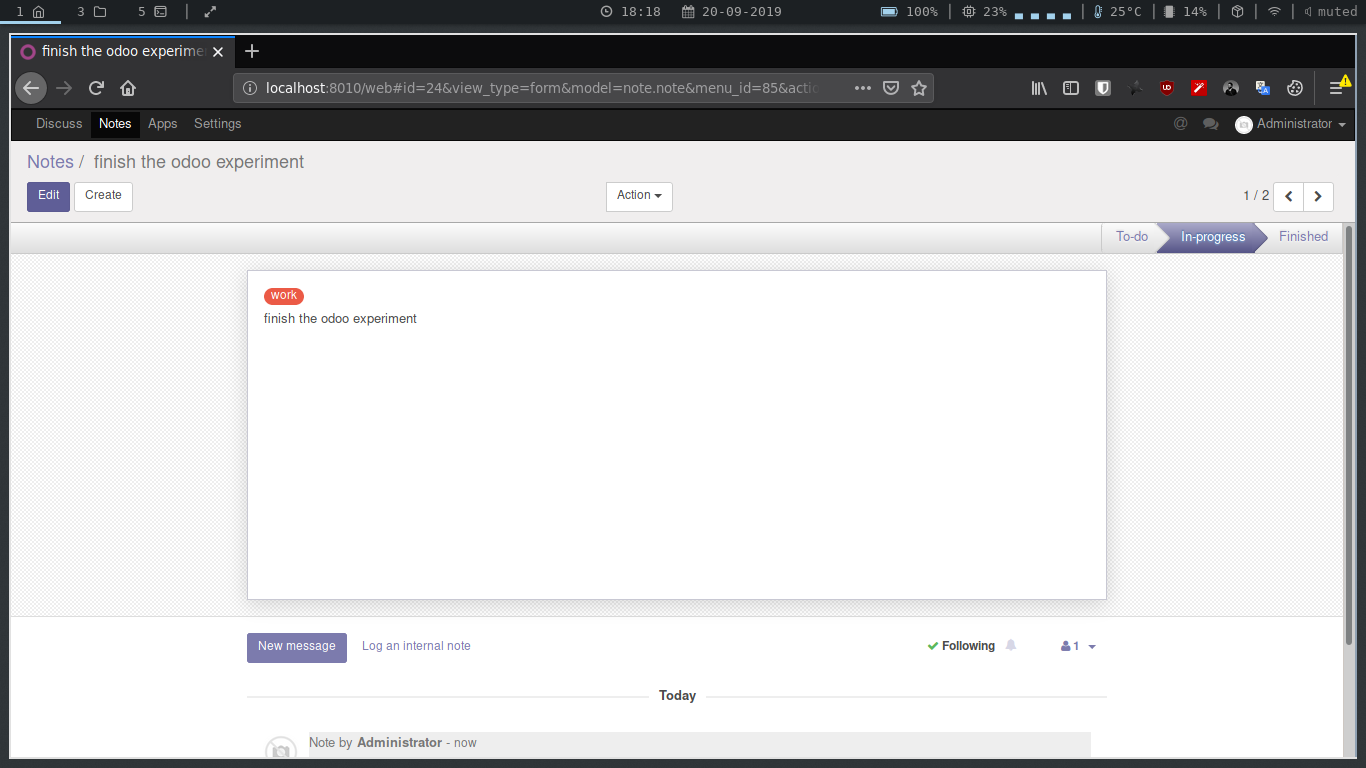 1 3 5 18:18 20-09-2019 100% 23% 25°C 14% muted
finish the odoo experime
localhost:8010/web#id=24&view_type=form&model=note.note&menu_id=85&actio
Discuss Notes Apps Settings Administrator
Notes / finish the odoo experiment
Edit Create Action 1 / 2
To-do In-progress Finished
work
finish the odoo experiment
New message Log an internal note Following 1
Today
Note by Administrator - now